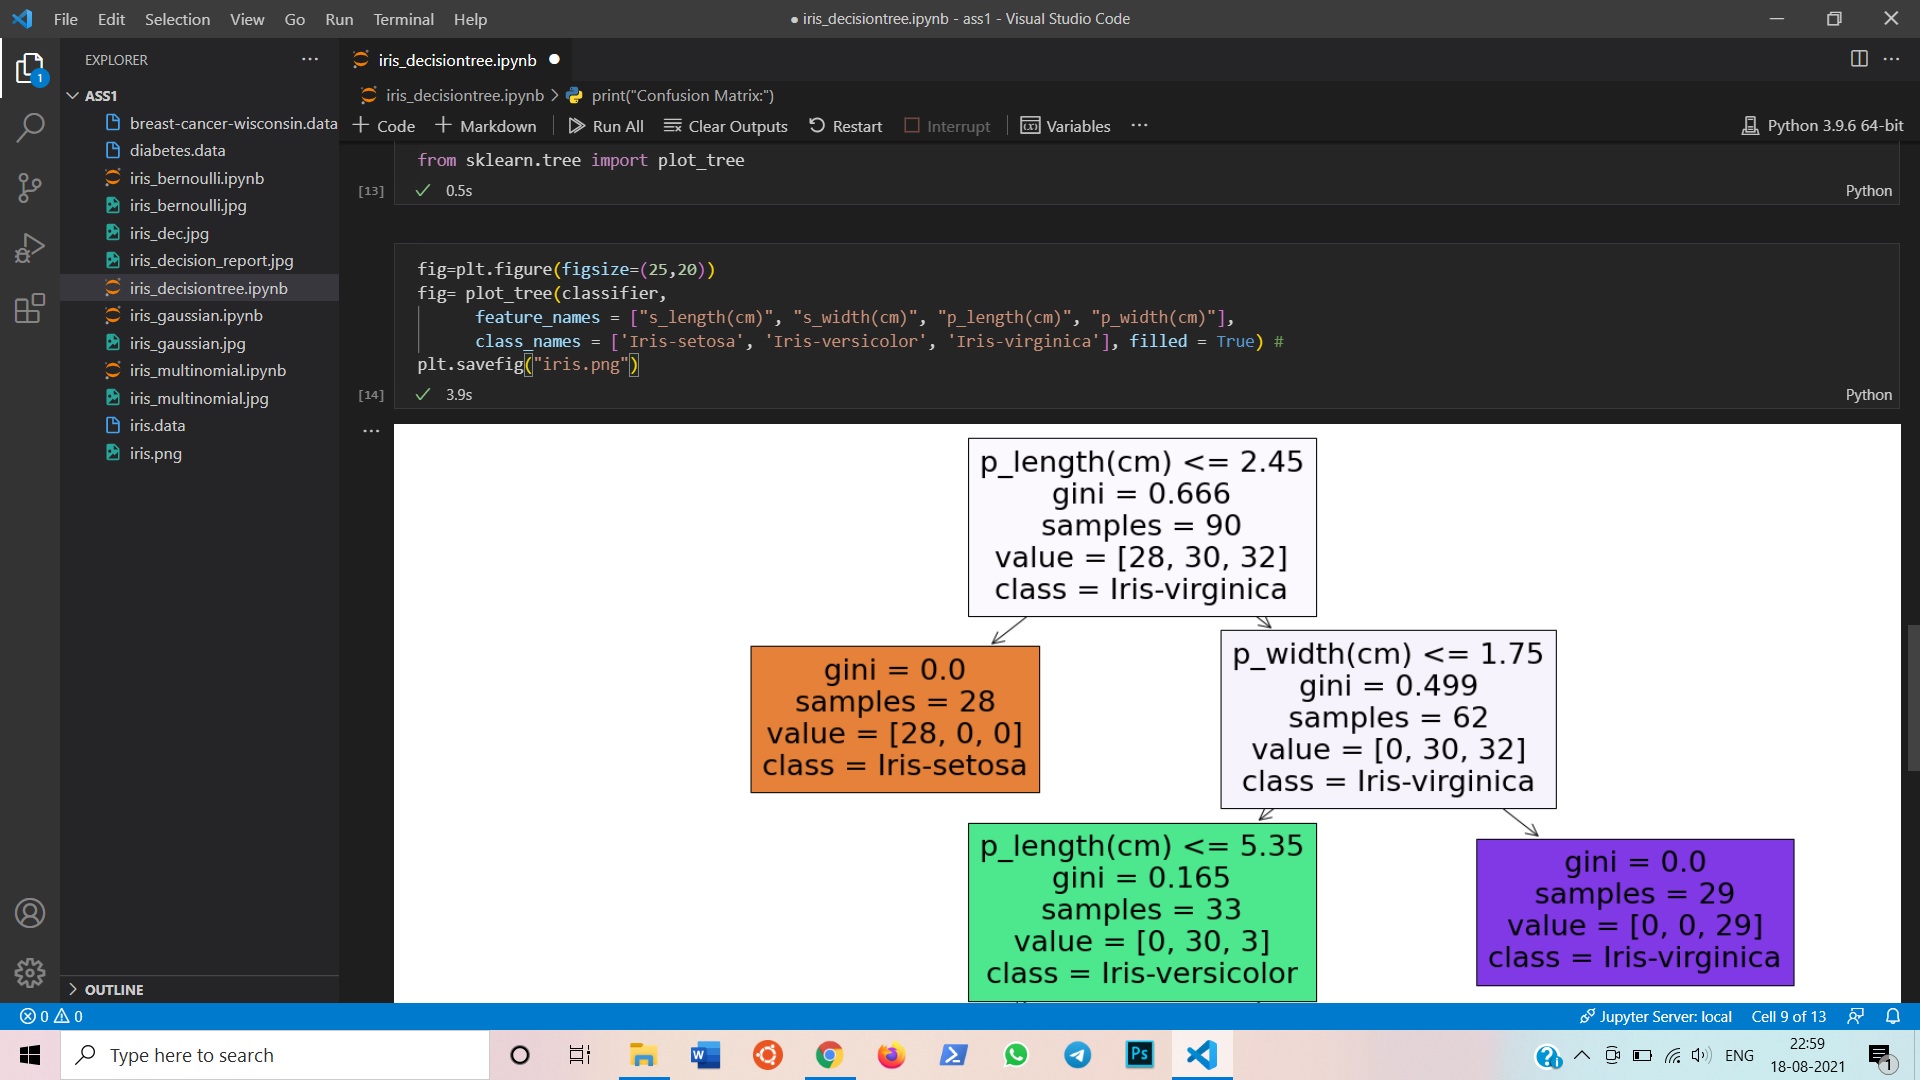 File Edit Selection View Go Run Terminal Help
● iris_decisiontree.ipynb - ass1 - Visual Studio Code
EXPLORER
ASS1
breast-cancer-wisconsin.data
diabetes.data
iris_bernoulli.ipynb
iris_bernoulli.jpg
iris_dec.jpg
iris_decision_report.jpg
iris_decisiontree.ipynb
iris_gaussian.ipynb
iris_gaussian.jpg
iris_multinomial.ipynb
iris_multinomial.jpg
iris.data
iris.png
OUTLINE
1
iris_decisiontree.ipynb ●
iris_decisiontree.ipynb > print("Confusion Matrix:")
+ Code + Markdown Run All Clear Outputs Restart Interrupt Variables ··· Python 3.9.6 64-bit
from sklearn.tree import plot_tree
[13] ✓ 0.5s Python
fig=plt.figure(figsize=(25,20))
fig= plot_tree(classifier,
feature_names = ["s_length(cm)", "s_width(cm)", "p_length(cm)", "p_width(cm)"],
class_names = ['Iris-setosa', 'Iris-versicolor', 'Iris-virginica'], filled = True) #
plt.savefig("iris.png")
[14] ✓ 3.9s Python
p_length(cm) <= 2.45
gini = 0.666
samples = 90
value = [28, 30, 32]
class = Iris-virginica
gini = 0.0
samples = 28
value = [28, 0, 0]
class = Iris-setosa
p_width(cm) <= 1.75
gini = 0.499
samples = 62
value = [0, 30, 32]
class = Iris-virginica
p_length(cm) <= 5.35
gini = 0.165
samples = 33
value = [0, 30, 3]
class = Iris-versicolor
gini = 0.0
samples = 29
value = [0, 0, 29]
class = Iris-virginica
0 0
Jupyter Server: local Cell 9 of 13
Type here to search
W
Ps
ENG
22:59
18-08-2021
1